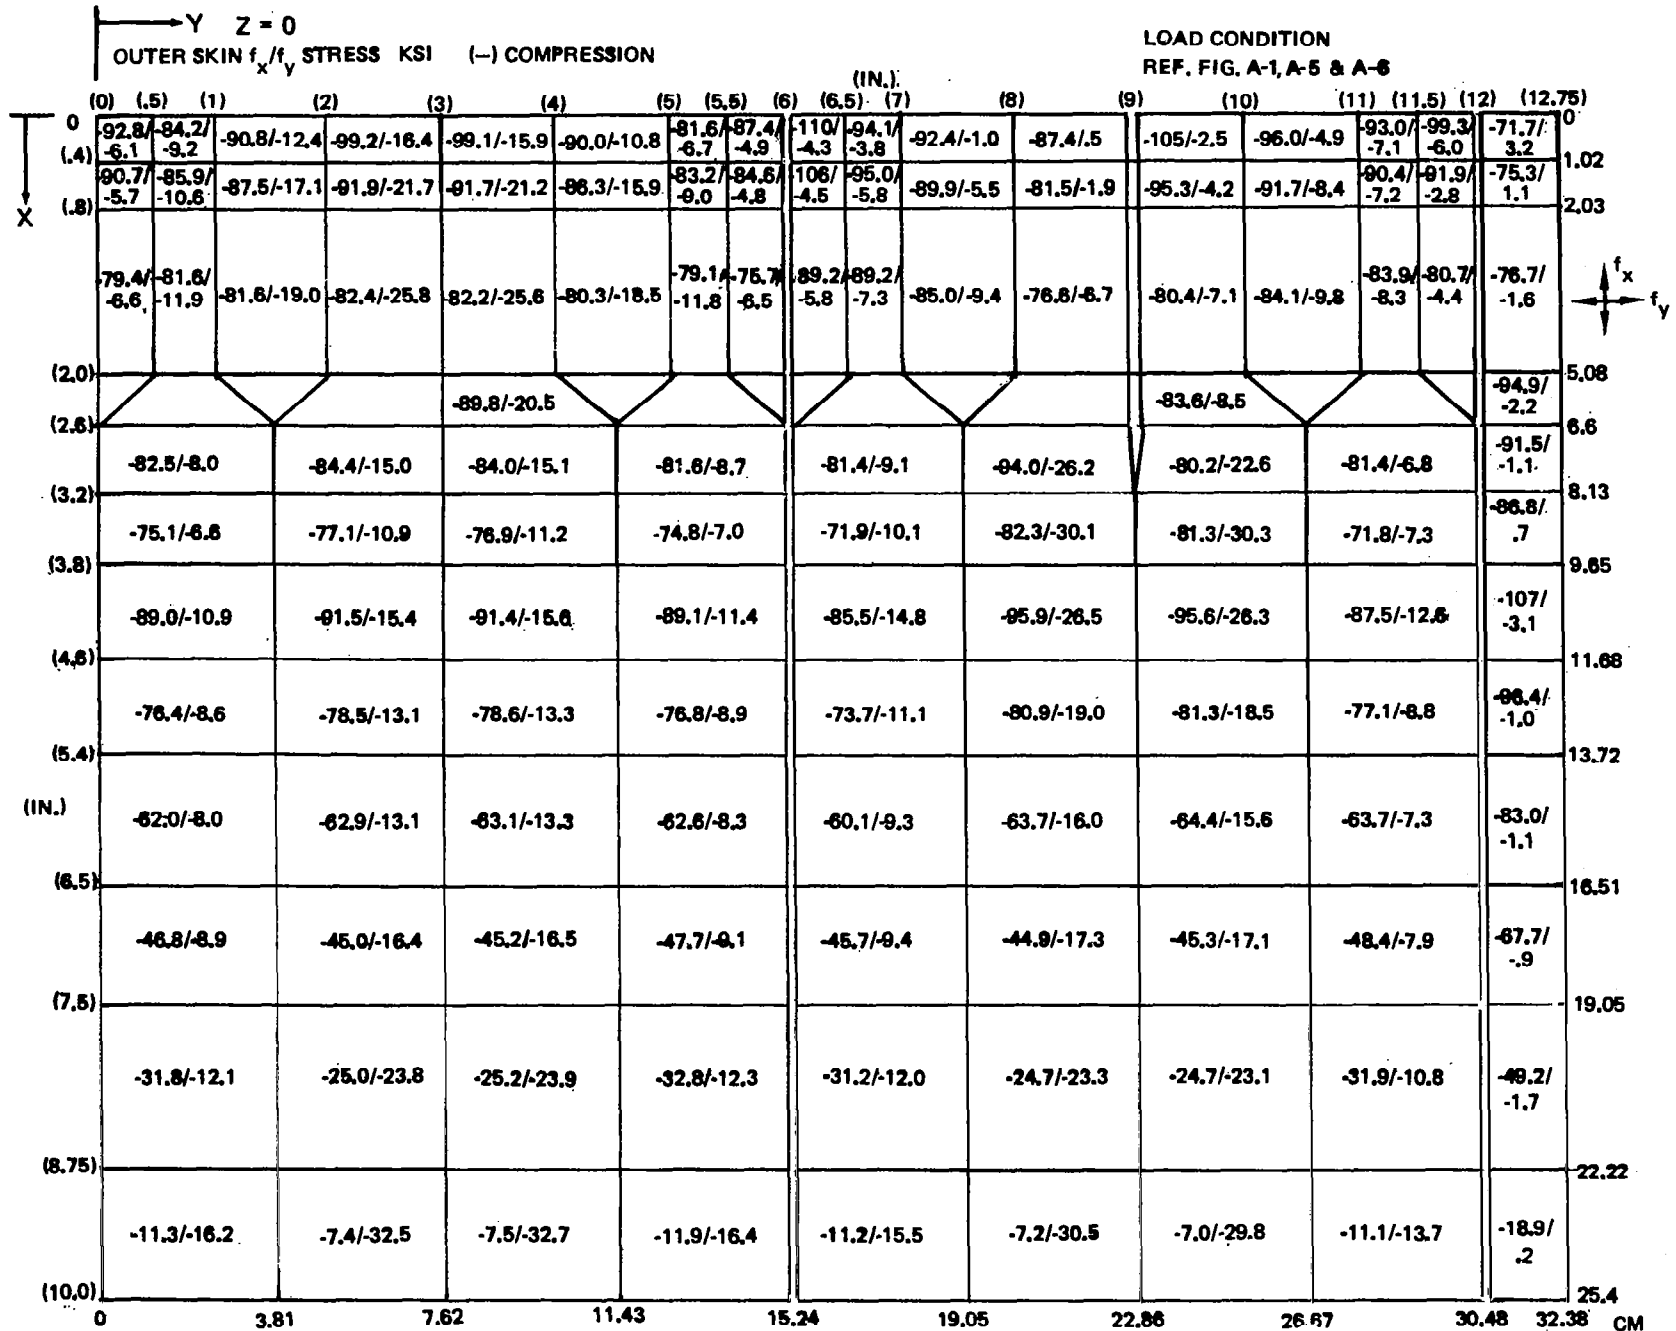 Y Z = 0
OUTER SKIN fx/fy STRESS KSI (–) COMPRESSION
LOAD CONDITION
REF. FIG. A-1, A-5 & A-6
(IN.)
(0) (.5) (1) (2) (3) (4) (5) (5.5) (6) (6.5) (7) (8) (9) (10) (11) (11.5) (12) (12.75)
0 -92.8/ -84.2/ -90.8/-12.4 -99.2/-16.4 -99.1/-15.9 -90.0/-10.8 -81.6/ -87.4/ -110/ -94.1/ -92.4/-1.0 -87.4/.5 -105/-2.5 -96.0/-4.9 -93.0/ -99.3/ -71.7/ 0
-6.1 -9.2 -6.7 -4.9 -4.3 -3.8 -7.1 -6.0 3.2
(.4) 1.02
-90.7/ -85.9/ -87.5/-17.1 -91.9/-21.7 -91.7/-21.2 -86.3/-15.9 -83.2/ -84.6/ -106/ -95.0/ -89.9/-5.5 -81.5/-1.9 -95.3/-4.2 -91.7/-8.4 -90.4/ -91.9/ -75.3/
-5.7 -10.6 -9.0 -4.8 -4.5 -5.8 -7.2 -2.8 1.1
(.8) 2.03
X
-79.4/ -81.6/ -81.6/-19.0 -82.4/-25.8 -82.2/-25.6 -80.3/-18.5 -79.1/ -75.7/ -89.2/ -89.2/ -85.0/-9.4 -76.6/-6.7 -80.4/-7.1 -84.1/-9.8 -83.9/ -80.7/ -76.7/
-6.6 -11.9 -11.8 -6.5 -5.8 -7.3 -8.3 -4.4 -1.6
fx
fy
(2.0) 5.08
-89.8/-20.5 -83.6/-8.5 -94.9/
-2.2
(2.6) 6.6
-82.5/-8.0 -84.4/-15.0 -84.0/-15.1 -81.6/-8.7 -81.4/-9.1 -94.0/-26.2 -80.2/-22.6 -81.4/-6.8 -91.5/
-1.1
(3.2) 8.13
-75.1/-6.6 -77.1/-10.9 -76.9/-11.2 -74.8/-7.0 -71.9/-10.1 -82.3/-30.1 -81.3/-30.3 -71.8/-7.3 -86.8/
.7
(3.8) 9.65
-89.0/-10.9 -91.5/-15.4 -91.4/-15.6 -89.1/-11.4 -85.5/-14.8 -95.9/-26.5 -95.6/-26.3 -87.5/-12.6 -107/
-3.1
(4.6) 11.68
-76.4/-8.6 -78.5/-13.1 -78.6/-13.3 -76.8/-8.9 -73.7/-11.1 -80.9/-19.0 -81.3/-18.5 -77.1/-8.8 -96.4/
-1.0
(5.4) 13.72
(IN.)
-62.0/-8.0 -62.9/-13.1 -63.1/-13.3 -62.6/-8.3 -60.1/-9.3 -63.7/-16.0 -64.4/-15.6 -63.7/-7.3 -83.0/
-1.1
(6.5) 16.51
-46.8/-8.9 -45.0/-16.4 -45.2/-16.5 -47.7/-9.1 -45.7/-9.4 -44.9/-17.3 -45.3/-17.1 -48.4/-7.9 -67.7/
-.9
(7.5) 19.05
-31.8/-12.1 -25.0/-23.8 -25.2/-23.9 -32.8/-12.3 -31.2/-12.0 -24.7/-23.3 -24.7/-23.1 -31.9/-10.8 -49.2/
-1.7
(8.75) 22.22
-11.3/-16.2 -7.4/-32.5 -7.5/-32.7 -11.9/-16.4 -11.2/-15.5 -7.2/-30.5 -7.0/-29.8 -11.1/-13.7 -18.9/
.2
(10.0) 25.4
0 3.81 7.62 11.43 15.24 19.05 22.86 26.67 30.48 32.38 CM